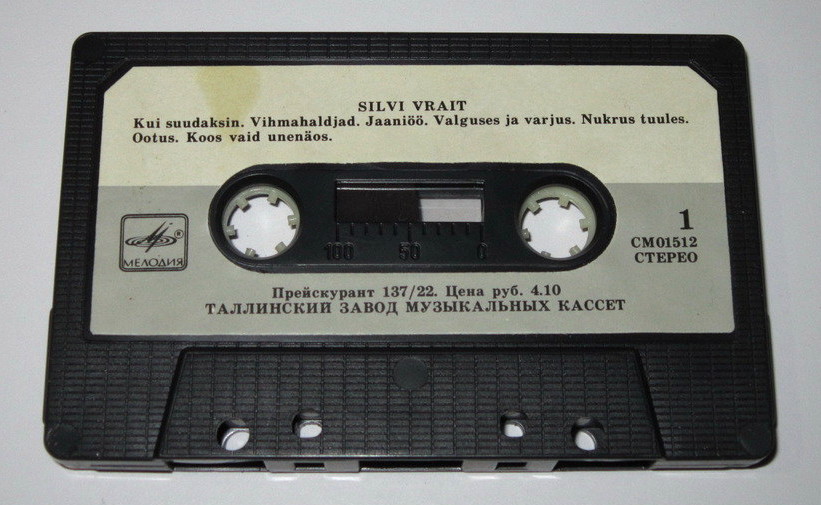 SILVI VRAIT
Kui suudaksin. Vihmahaldjad. Jaaniöö. Valguses ja varjus. Nukrus tuules.
Ootus. Koos vaid unenäos.
100 50 0
1
СМ01512
СТЕРЕО
®
МЕЛОДИЯ
Прейскурант 137/22. Цена руб. 4.10
ТАЛЛИНСКИЙ ЗАВОД МУЗЫКАЛЬНЫХ КАССЕТ